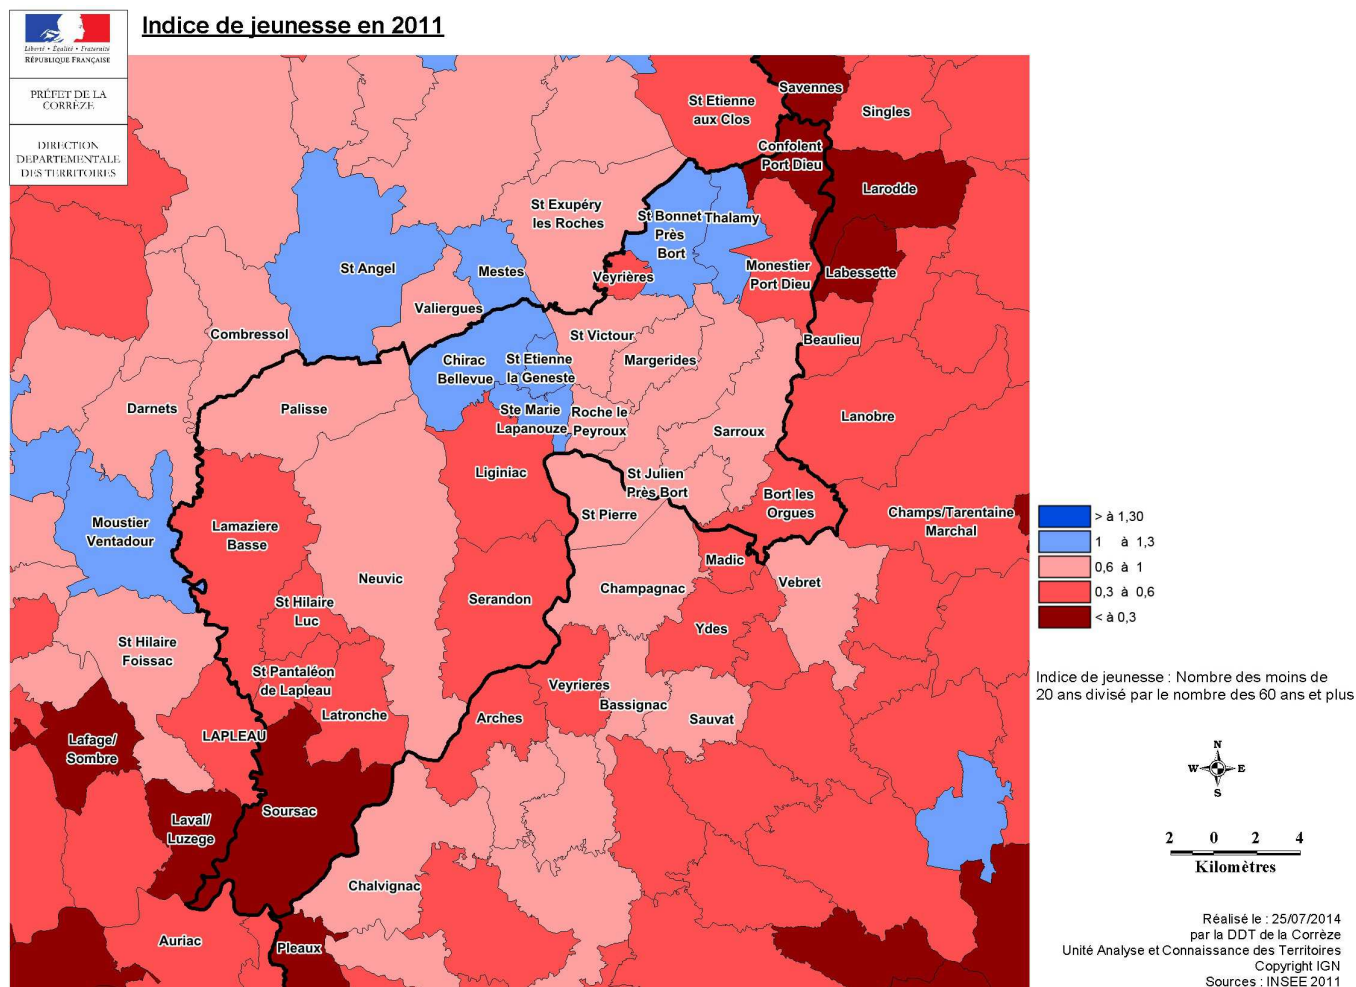 Indice de jeunesse en 2011
Liberté • Égalité • Fraternité
RÉPUBLIQUE FRANÇAISE
PRÉFET DE LA
CORRÈZE
DIRECTION
DEPARTEMENTALE
DES TERRITOIRES
Savennes
St Etienne
aux Clos
Singles
Confolent
Port Dieu
Larodde
St Exupéry
les Roches
St Bonnet
Près
Bort
Thalamy
St Angel
Mestes
Veyrières
Monestier
Port Dieu
Labessette
Valiergues
Combressol
St Victour
Beaulieu
Chirac
Bellevue
St Etienne
la Geneste
Margerides
Darnets
Palisse
Ste Marie
Lapanouze
Roche le
Peyroux
Lanobre
Sarroux
Liginiac
St Julien
Près Bort
Bort les
Orgues
Moustier
Ventadour
Lamaziere
Basse
St Pierre
Champs/Tarentaine
Marchal
Neuvic
Madic
Vebret
Champagnac
St Hilaire
Luc
Serandon
Ydes
St Hilaire
Foissac
St Pantaléon
de Lapleau
Veyrieres
Bassignac
Latronche
Arches
Sauvat
LAPLEAU
Lafage/
Sombre
Soursac
Laval/
Luzege
Chalvignac
Auriac
Pleaux
> à 1,30
1 à 1,3
0,6 à 1
0,3 à 0,6
< à 0,3
Indice de jeunesse : Nombre des moins de
20 ans divisé par le nombre des 60 ans et plus
N
W E
S
2 0 2 4
Kilomètres
Réalisé le : 25/07/2014
par la DDT de la Corrèze
Unité Analyse et Connaissance des Territoires
Copyright IGN
Sources : INSEE 2011